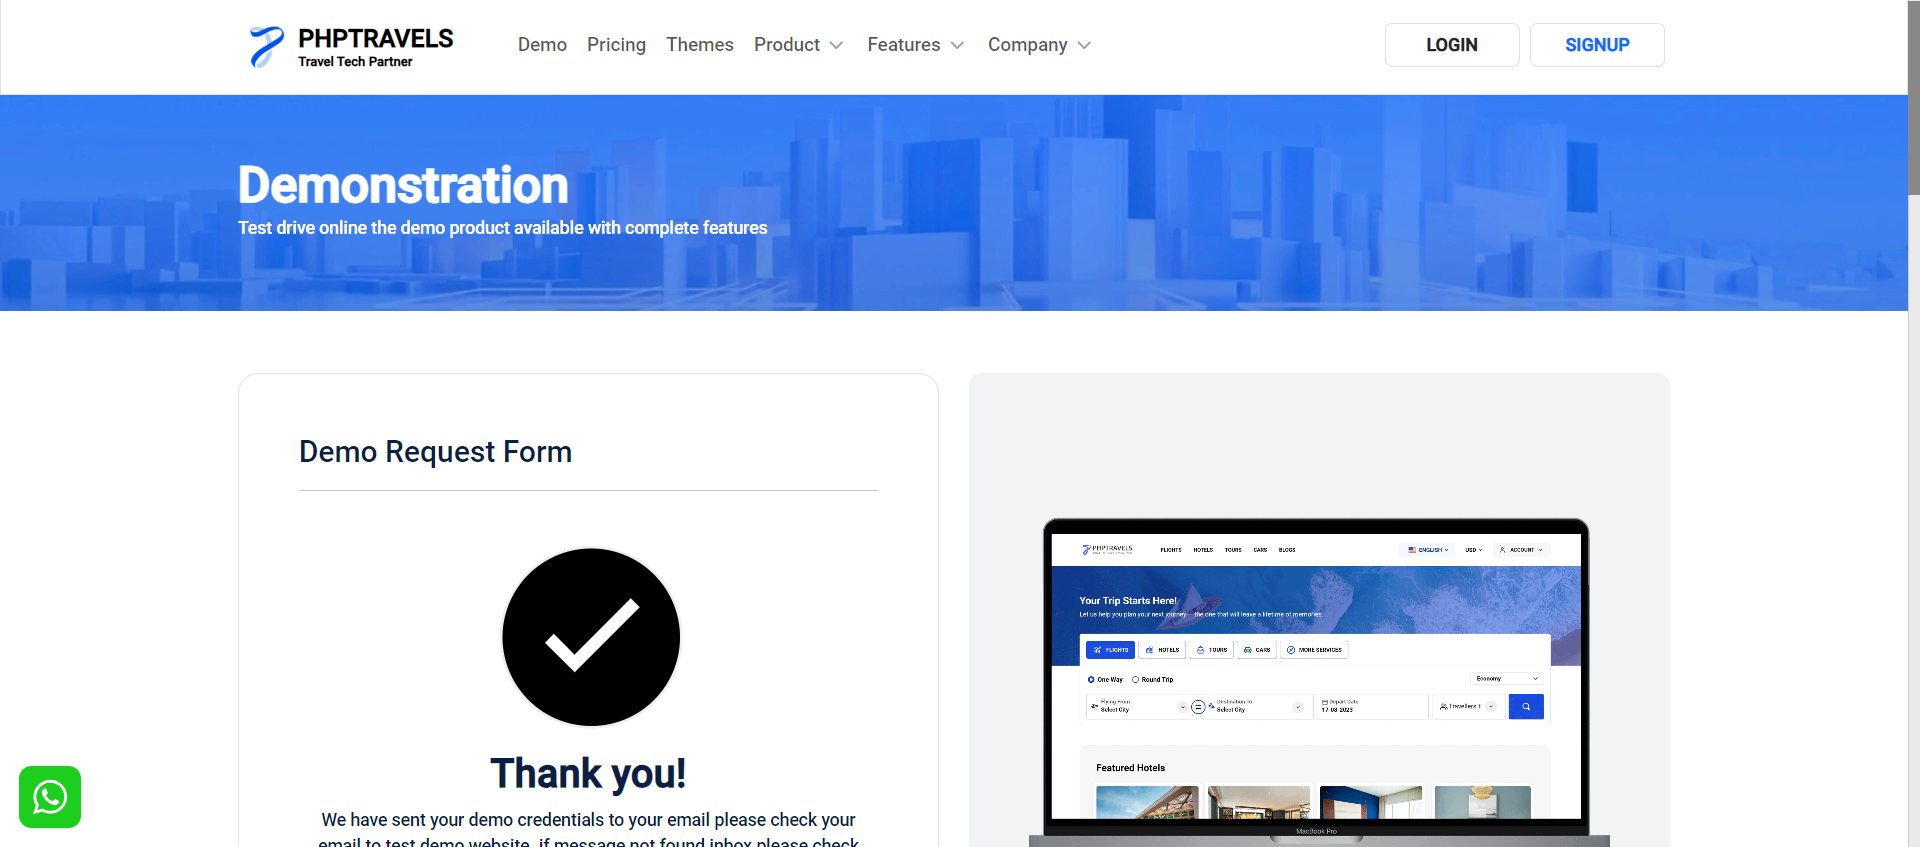 PHPTRAVELS
Travel Tech Partner
Demo Pricing Themes Product Features Company
LOGIN SIGNUP
Demonstration
Test drive online the demo product available with complete features
Demo Request Form
Thank you!
We have sent your demo credentials to your email please check your
email to test demo website. if message not found inbox please check
PHPTRAVELS
FLIGHTS HOTELS TOURS CARS BLOGS
ENGLISH USD ACCOUNT
Your Trip Starts Here!
Let us help you plan your next journey - the one that will leave a lifetime of memories.
FLIGHTS HOTELS TOURS CARS MORE SERVICES
One Way Round Trip
Economy
Flying From Destination To Depart Date
Select City Select City 17-08-2023
Travellers 1
Featured Hotels
MacBook Pro